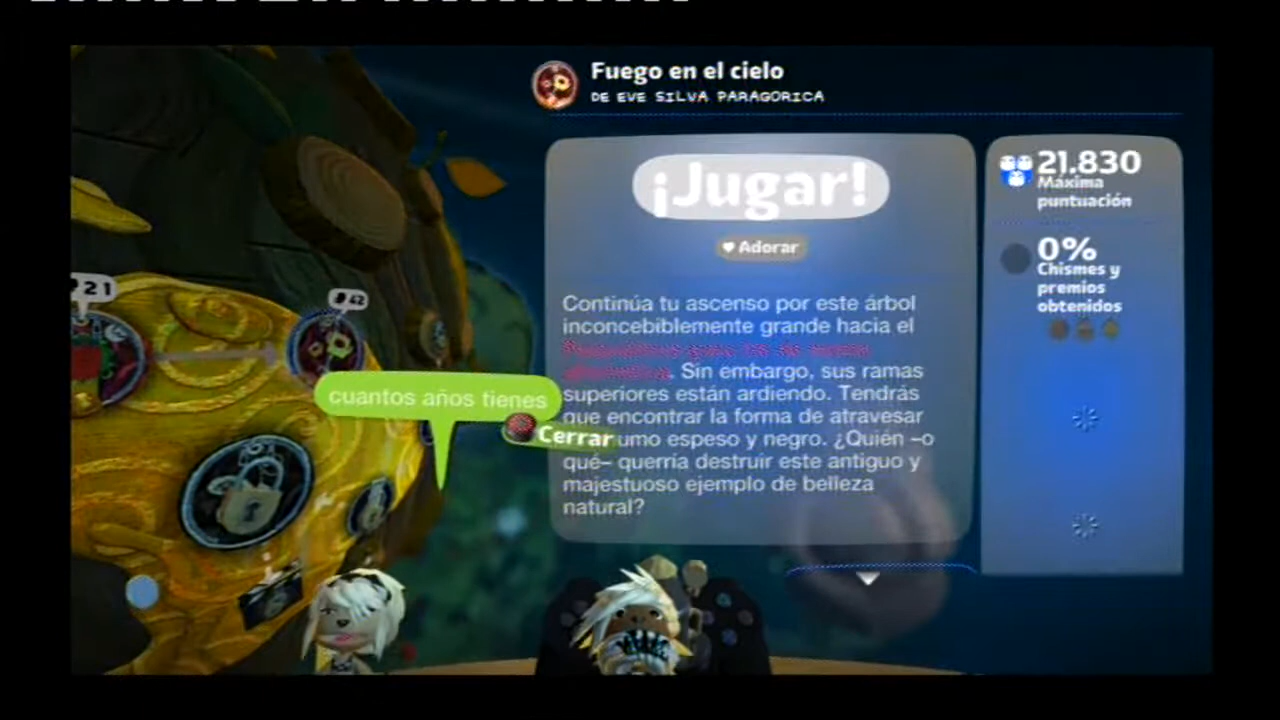 Fuego en el cielo
DE EVE SILVA PARAGORICA
¡Jugar!
Adorar
Continúa tu ascenso por este árbol
inconcebiblemente grande hacia el
. Sin embargo, sus ramas
superiores están ardiendo. Tendrás
que encontrar la forma de atravesar
umo espeso y negro. ¿Quién –o
qué– querría destruir este antiguo y
majestuoso ejemplo de belleza
natural?
21.830
Máxima
puntuación
0%
Chismes y
premios
obtenidos
21
42
cuantos años tienes
Cerrar